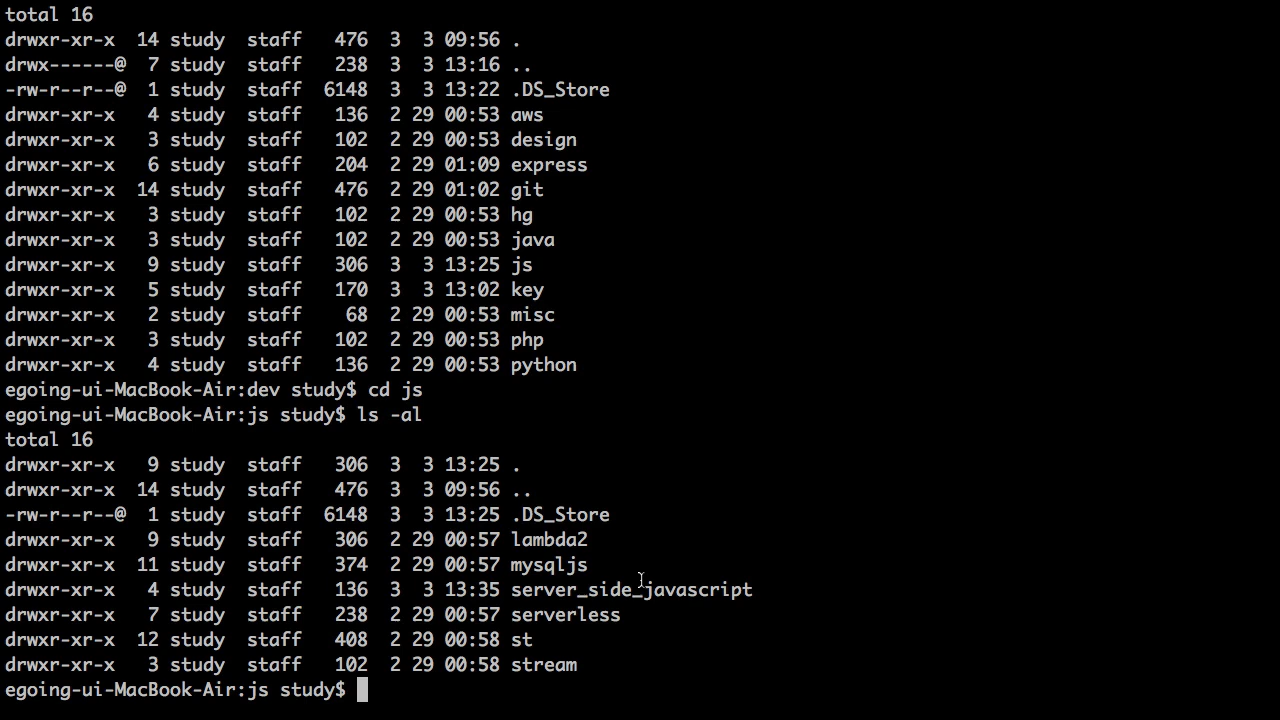 total 16
drwxr-xr-x  14 study  staff   476  3  3 09:56 .
drwx------@  7 study  staff   238  3  3 13:16 ..
-rw-r--r--@  1 study  staff  6148  3  3 13:22 .DS_Store
drwxr-xr-x   4 study  staff   136  2 29 00:53 aws
drwxr-xr-x   3 study  staff   102  2 29 00:53 design
drwxr-xr-x   6 study  staff   204  2 29 01:09 express
drwxr-xr-x  14 study  staff   476  2 29 01:02 git
drwxr-xr-x   3 study  staff   102  2 29 00:53 hg
drwxr-xr-x   3 study  staff   102  2 29 00:53 java
drwxr-xr-x   9 study  staff   306  3  3 13:25 js
drwxr-xr-x   5 study  staff   170  3  3 13:02 key
drwxr-xr-x   2 study  staff    68  2 29 00:53 misc
drwxr-xr-x   3 study  staff   102  2 29 00:53 php
drwxr-xr-x   4 study  staff   136  2 29 00:53 python
egoing-ui-MacBook-Air:dev study$ cd js
egoing-ui-MacBook-Air:js study$ ls -al
total 16
drwxr-xr-x   9 study  staff   306  3  3 13:25 .
drwxr-xr-x  14 study  staff   476  3  3 09:56 ..
-rw-r--r--@  1 study  staff  6148  3  3 13:25 .DS_Store
drwxr-xr-x   9 study  staff   306  2 29 00:57 lambda2
drwxr-xr-x  11 study  staff   374  2 29 00:57 mysqljs
drwxr-xr-x   4 study  staff   136  3  3 13:35 server_side_javascript
drwxr-xr-x   7 study  staff   238  2 29 00:57 serverless
drwxr-xr-x  12 study  staff   408  2 29 00:58 st
drwxr-xr-x   3 study  staff   102  2 29 00:58 stream
egoing-ui-MacBook-Air:js study$